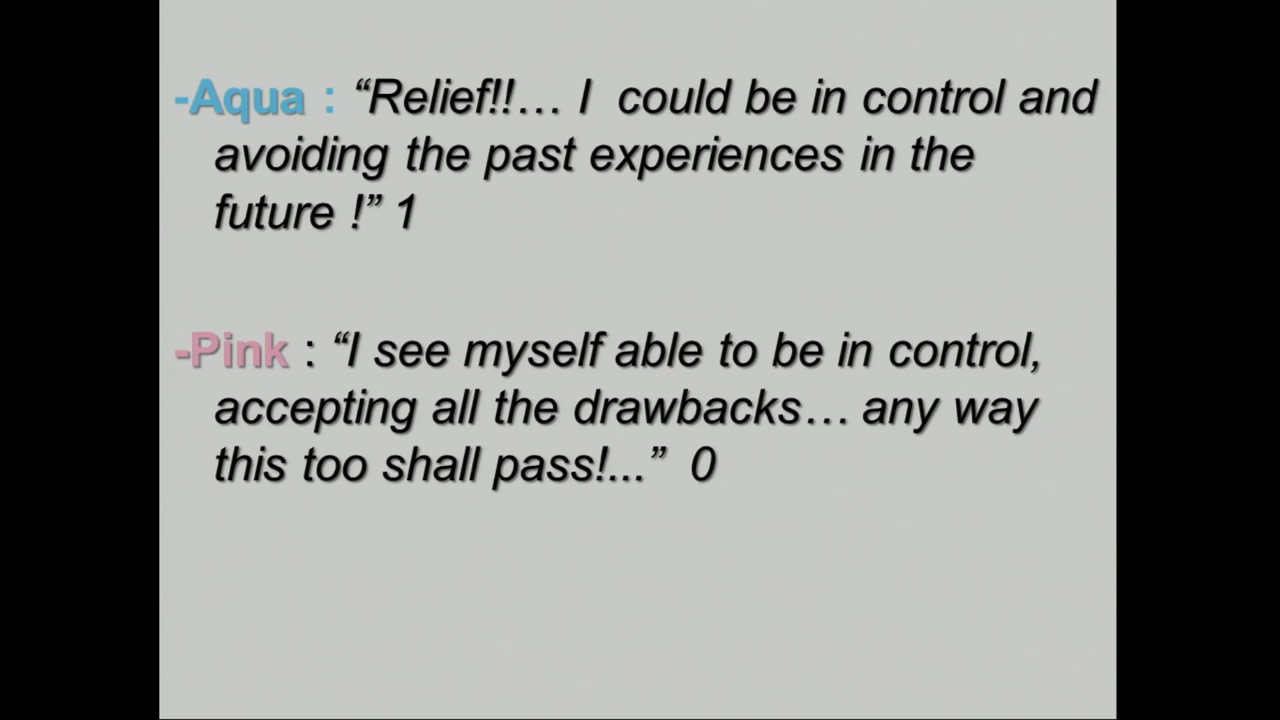 -Aqua : “Relief!!… I could be in control and
avoiding the past experiences in the
future !” 1
-Pink : “I see myself able to be in control,
accepting all the drawbacks… any way
this too shall pass!...” 0